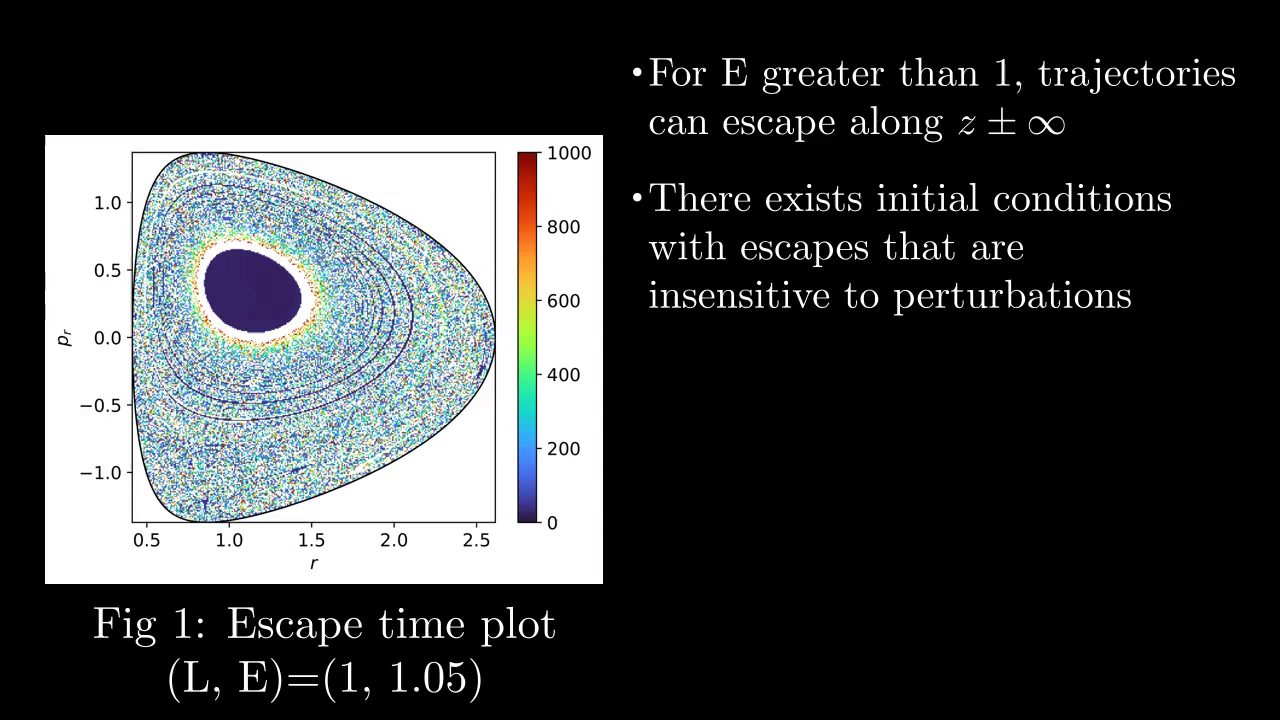 •For E greater than 1, trajectories
can escape along z ± ∞
•There exists initial conditions
with escapes that are
insensitive to perturbations
1000
800
600
400
200
0
1.0
0.5
0.0
−0.5
−1.0
p_r
0.5 1.0 1.5 2.0 2.5
r
Fig 1: Escape time plot
(L, E)=(1, 1.05)